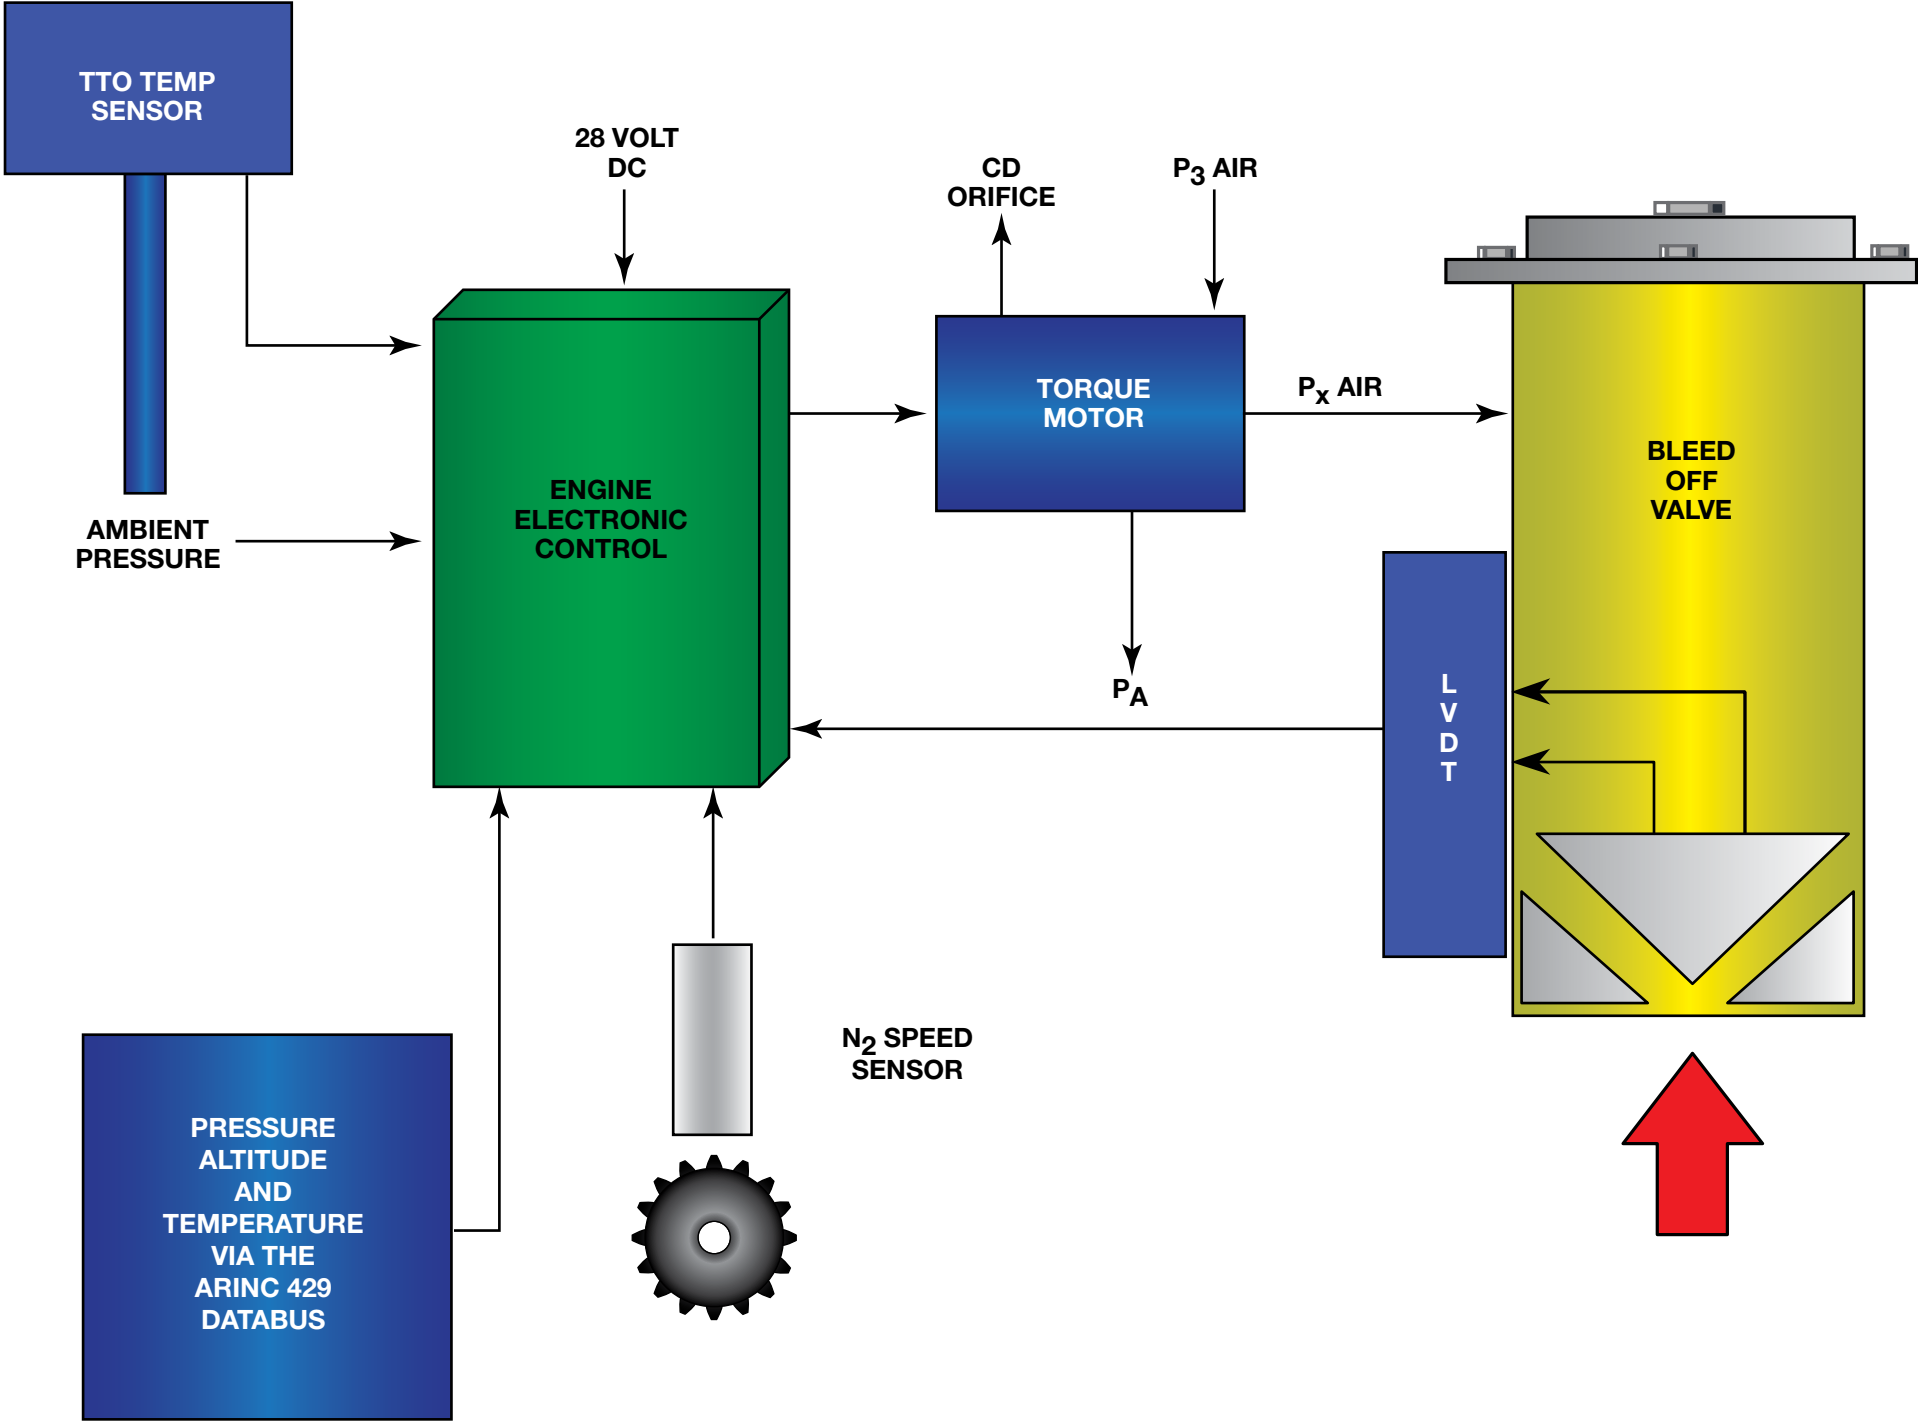 TTO TEMP
SENSOR
28 VOLT
DC
CD
ORIFICE
P3 AIR
TORQUE
MOTOR
PX AIR
BLEED
OFF
VALVE
ENGINE
ELECTRONIC
CONTROL
AMBIENT
PRESSURE
PA
L
V
D
T
N2 SPEED
SENSOR
PRESSURE
ALTITUDE
AND
TEMPERATURE
VIA THE
ARINC 429
DATABUS